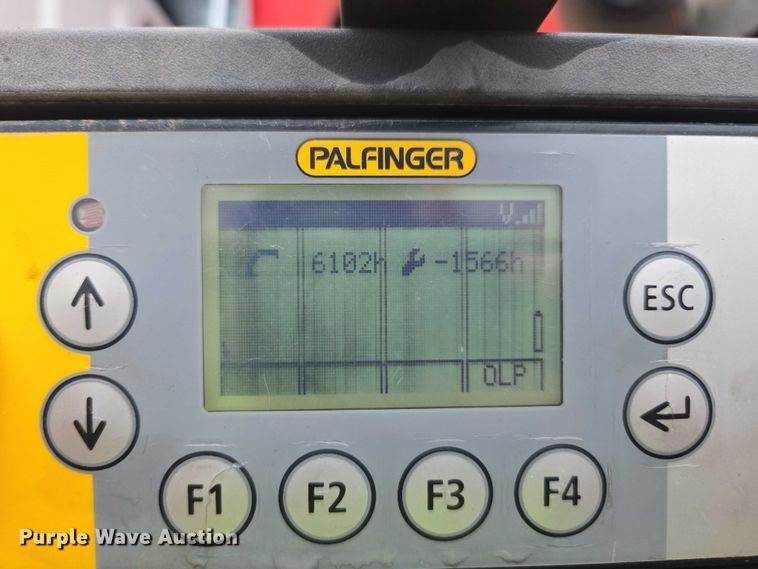 PALFINGER
V
6102h -1566h
OLP
ESC
F1 F2 F3 F4
Purple Wave Auction